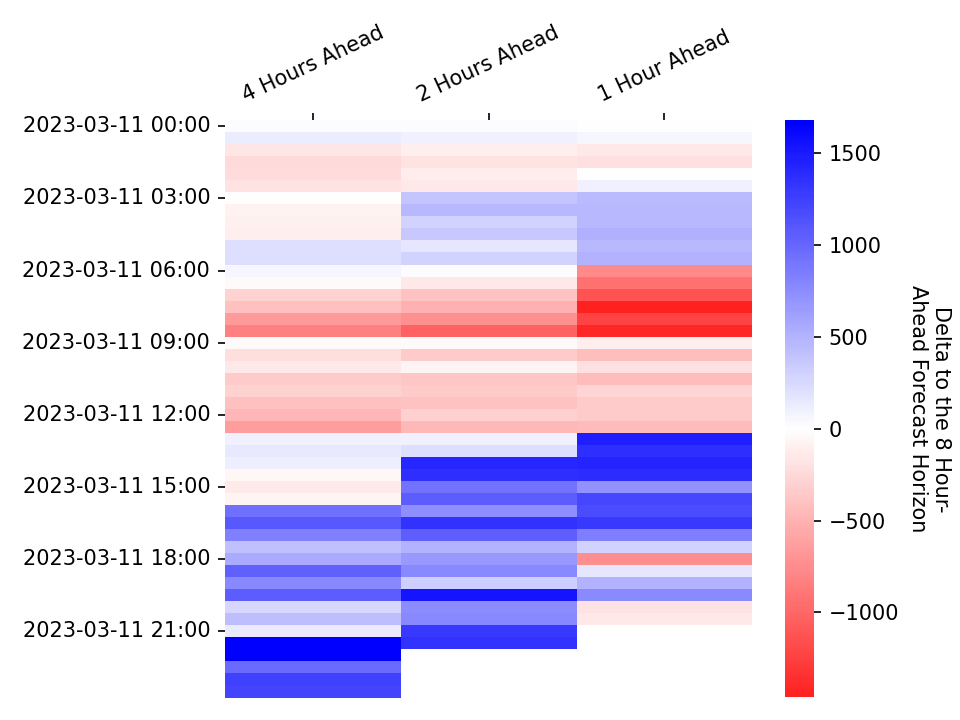 4 Hours Ahead
2 Hours Ahead
1 Hour Ahead
2023-03-11 00:00
2023-03-11 03:00
2023-03-11 06:00
2023-03-11 09:00
2023-03-11 12:00
2023-03-11 15:00
2023-03-11 18:00
2023-03-11 21:00
1500
1000
500
0
−500
−1000
Delta to the 8 Hour-
Ahead Forecast Horizon